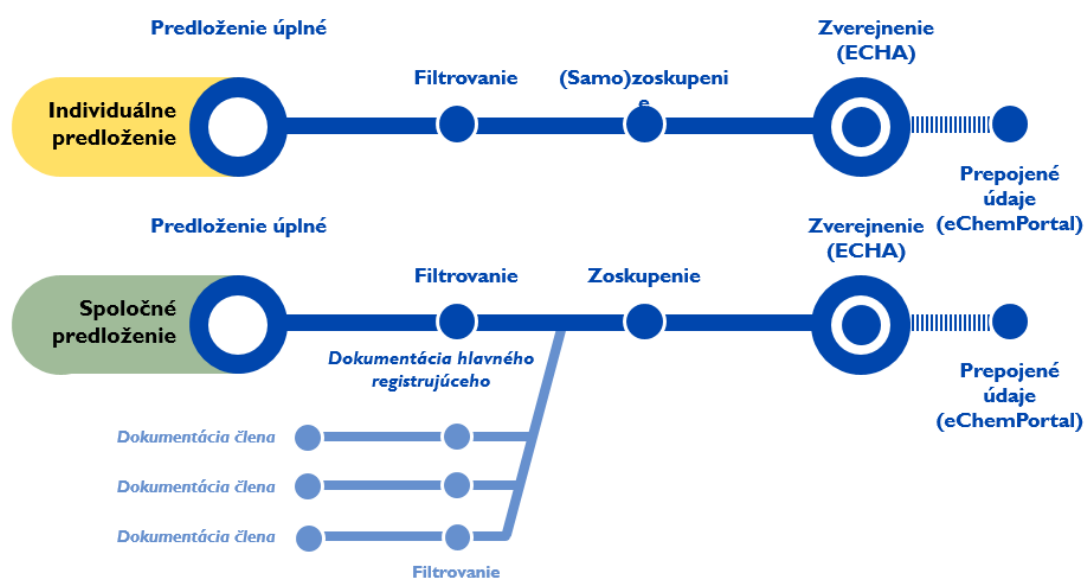 Predloženie úplné
Zverejnenie
(ECHA)
Filtrovanie
(Samo)zoskupeni
e
Individuálne
predloženie
Prepojené
údaje
(eChemPortal)
Predloženie úplné
Zverejnenie
(ECHA)
Filtrovanie
Zoskupenie
Spoločné
predloženie
Dokumentácia hlavného
registrujúceho
Prepojené
údaje
(eChemPortal)
Dokumentácia člena
Dokumentácia člena
Dokumentácia člena
Filtrovanie